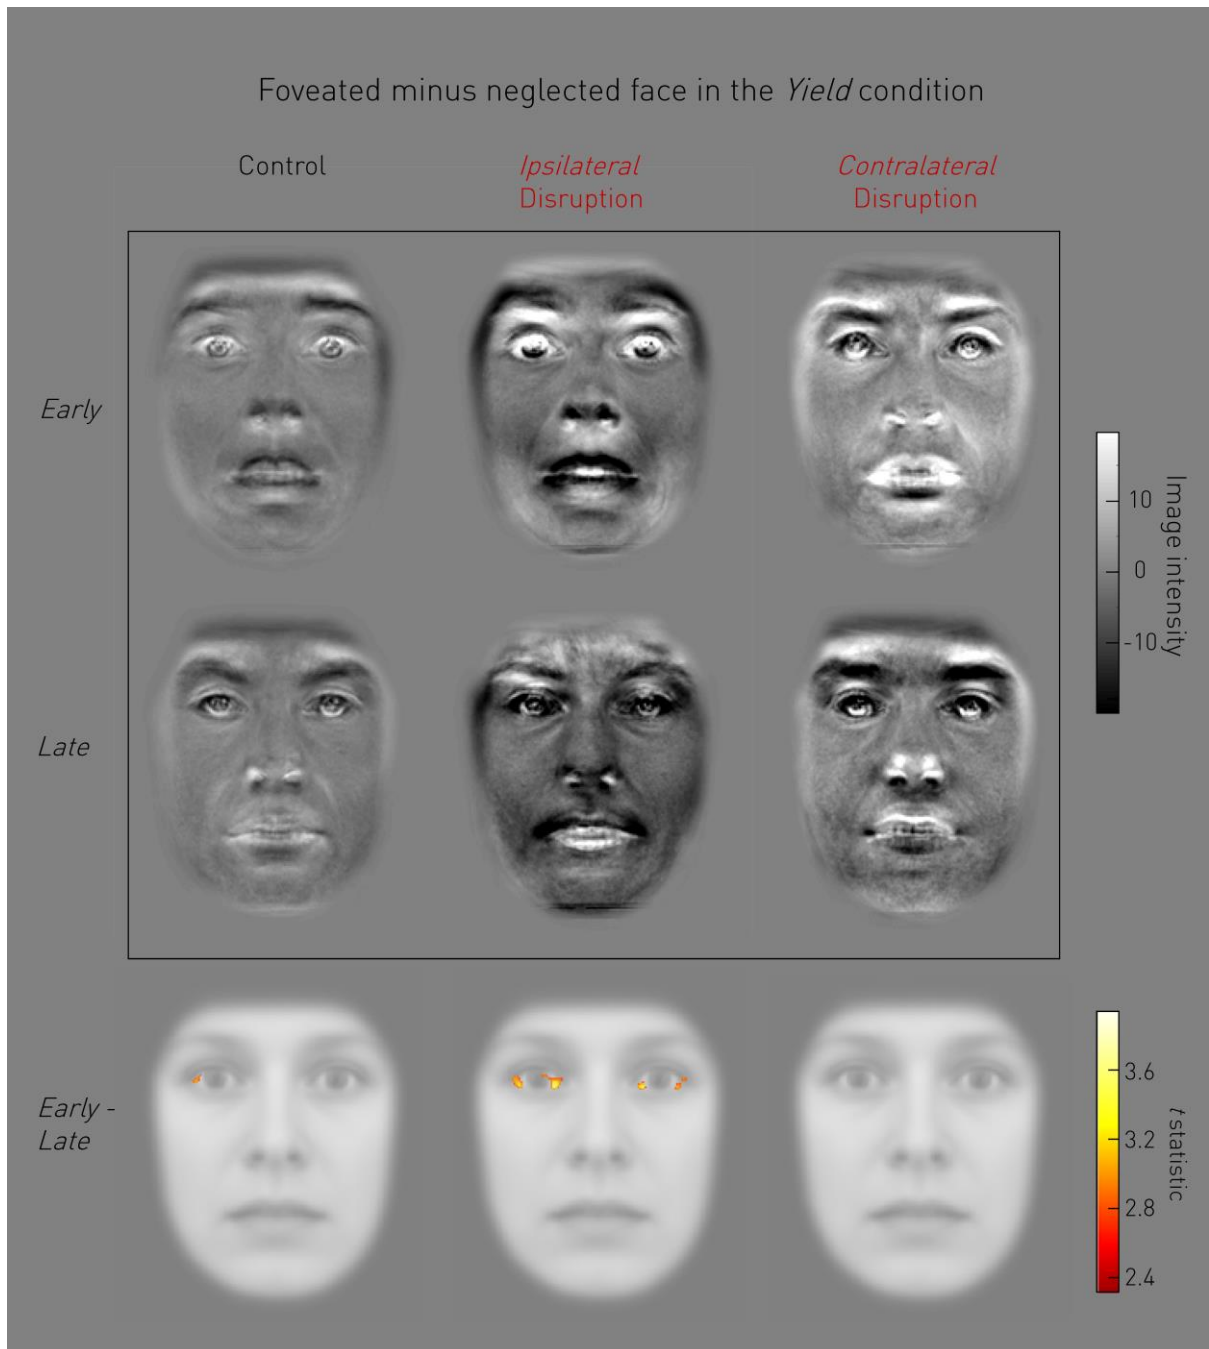 Foveated minus neglected face in the Yield condition
Control
Ipsilateral
Disruption
Contralateral
Disruption
Early
10
0
-10
Image intensity
Late
Early -
Late
3.6
3.2
2.8
2.4
t statistic